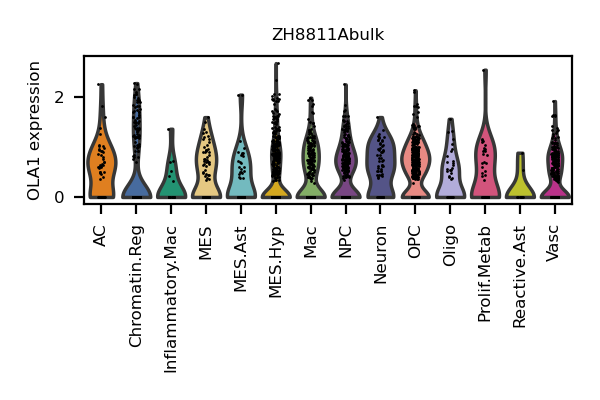 ZH8811Abulk
OLA1 expression
2
0
AC
Chromatin.Reg
Inflammatory.Mac
MES
MES.Ast
MES.Hyp
Mac
NPC
Neuron
OPC
Oligo
Prolif.Metab
Reactive.Ast
Vasc